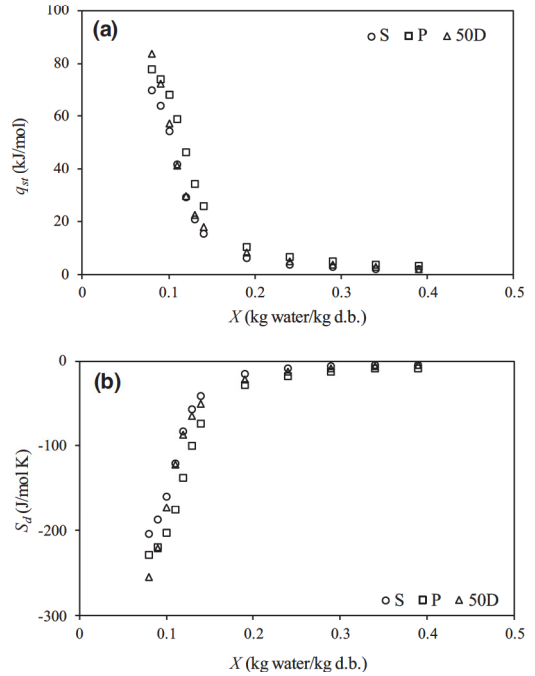 (a)
○ S □ P △ 50D
100
80
60
40
20
0
q_st (kJ/mol)
0 0.1 0.2 0.3 0.4 0.5
X (kg water/kg d.b.)
(b)
0
-100
-200
-300
S_d (J/mol K)
○ S □ P △ 50D
0 0.1 0.2 0.3 0.4 0.5
X (kg water/kg d.b.)